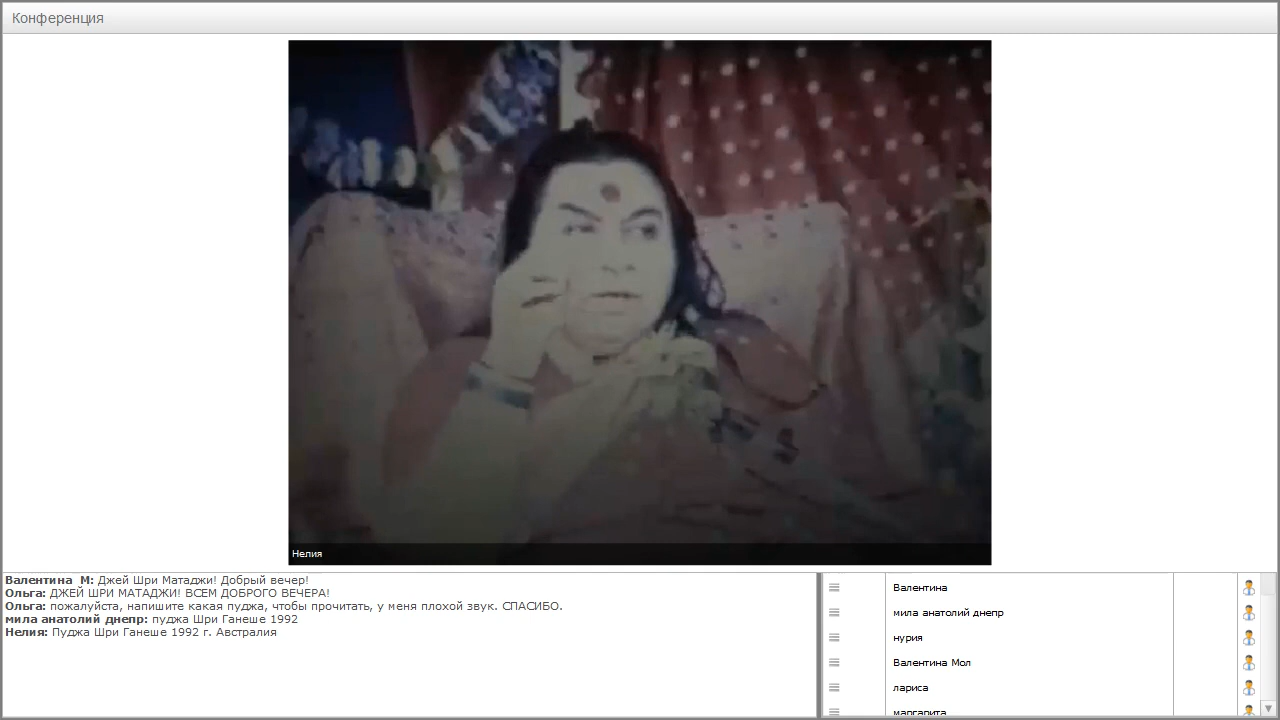 Конференция
Нелия
Валентина М: Джей Шри Матаджи! Добрый вечер!
Ольга: ДЖЕЙ ШРИ МАТАДЖИ! ВСЕМ ДОБРОГО ВЕЧЕРА!
Ольга: пожалуйста, напишите какая пуджа, чтобы прочитать, у меня плохой звук. СПАСИБО.
мила анатолий днепр: пуджа Шри Ганеше 1992
Нелия: Пуджа Шри Ганеше 1992 г. Австралия
Валентина
мила анатолий днепр
нурия
Валентина Мол
лариса
маргарита